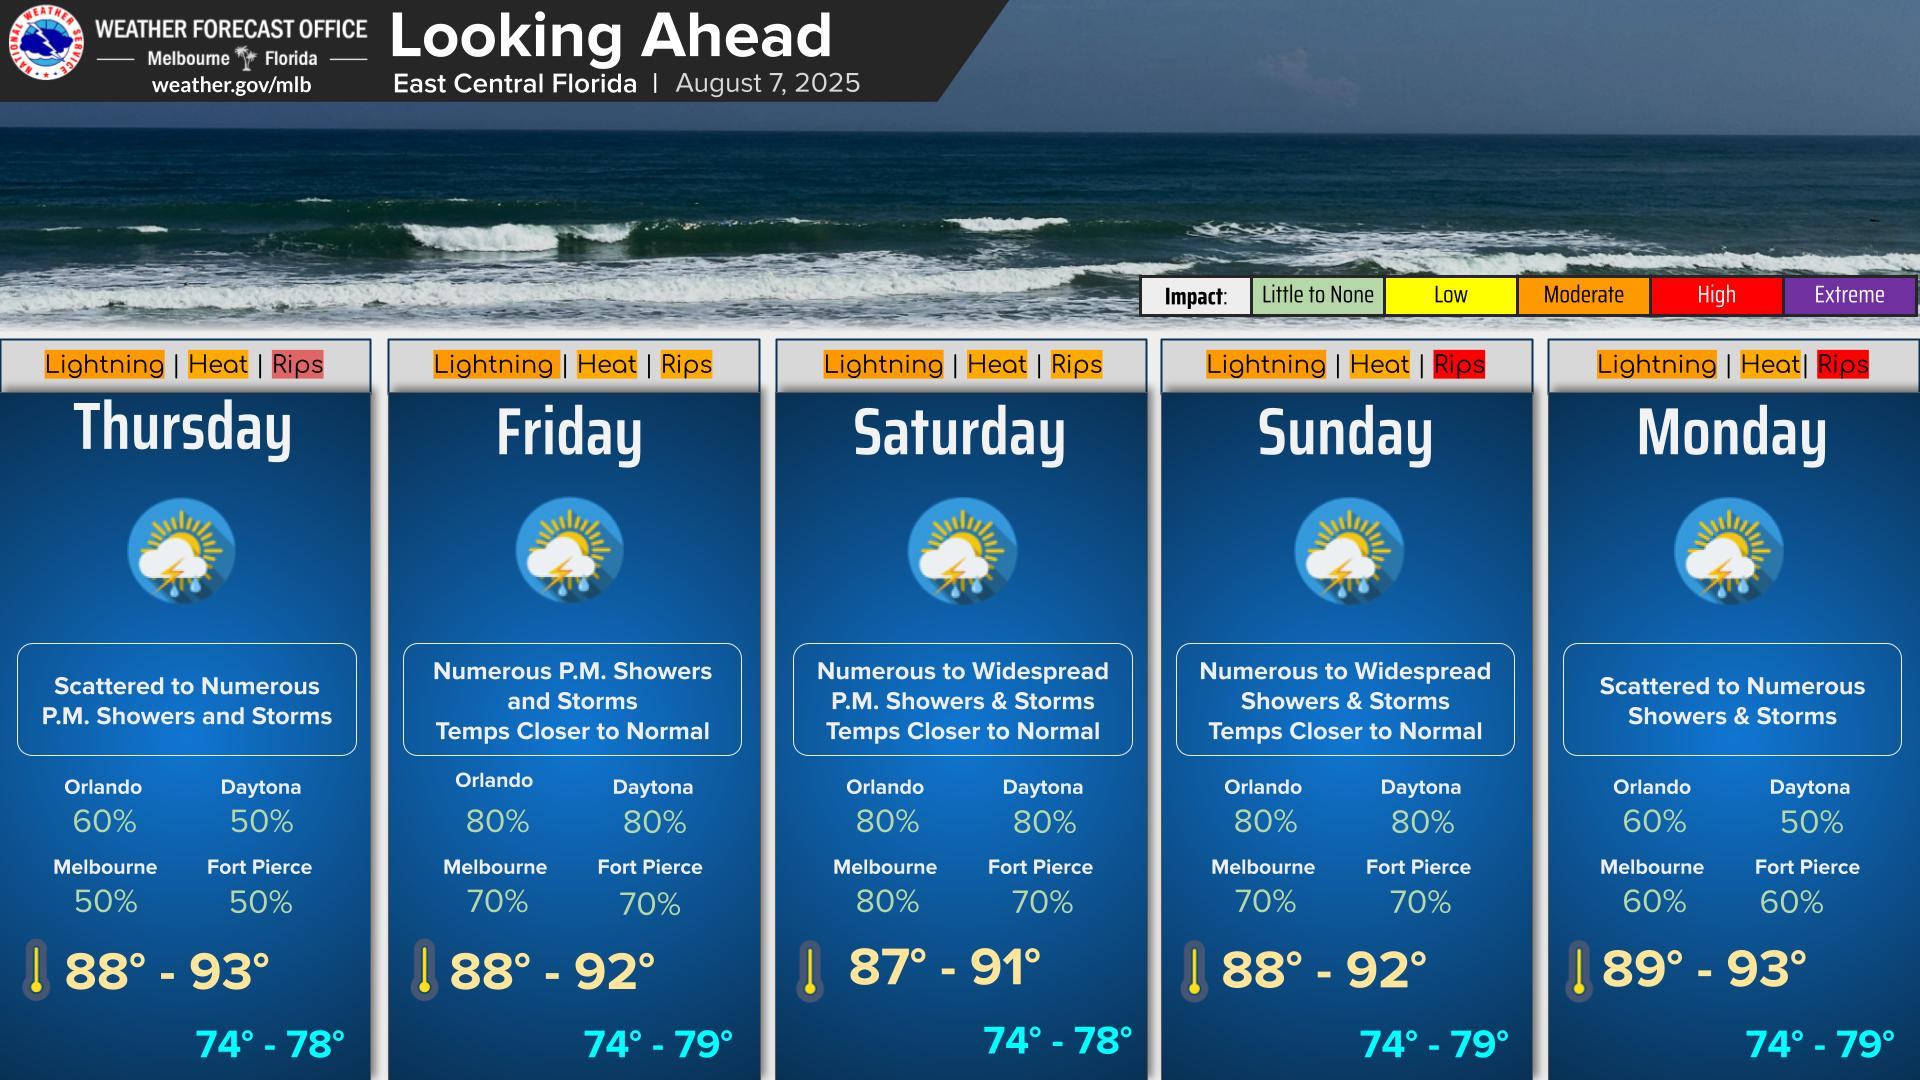 NATIONAL WEATHER SERVICE
WEATHER FORECAST OFFICE
Melbourne Florida
weather.gov/mlb
Looking Ahead
East Central Florida | August 7, 2025
Impact: Little to None Low Moderate High Extreme
Lightning | Heat | Rips
Thursday
Scattered to Numerous
P.M. Showers and Storms
Orlando Daytona
60% 50%
Melbourne Fort Pierce
50% 50%
88° - 93°
74° - 78°
Lightning | Heat | Rips
Friday
Numerous P.M. Showers
and Storms
Temps Closer to Normal
Orlando Daytona
80% 80%
Melbourne Fort Pierce
70% 70%
88° - 92°
74° - 79°
Lightning | Heat | Rips
Saturday
Numerous to Widespread
P.M. Showers & Storms
Temps Closer to Normal
Orlando Daytona
80% 80%
Melbourne Fort Pierce
80% 70%
87° - 91°
74° - 78°
Lightning | Heat | Rips
Sunday
Numerous to Widespread
Showers & Storms
Temps Closer to Normal
Orlando Daytona
80% 80%
Melbourne Fort Pierce
70% 70%
88° - 92°
74° - 79°
Lightning | Heat | Rips
Monday
Scattered to Numerous
Showers & Storms
Orlando Daytona
60% 50%
Melbourne Fort Pierce
60% 60%
89° - 93°
74° - 79°